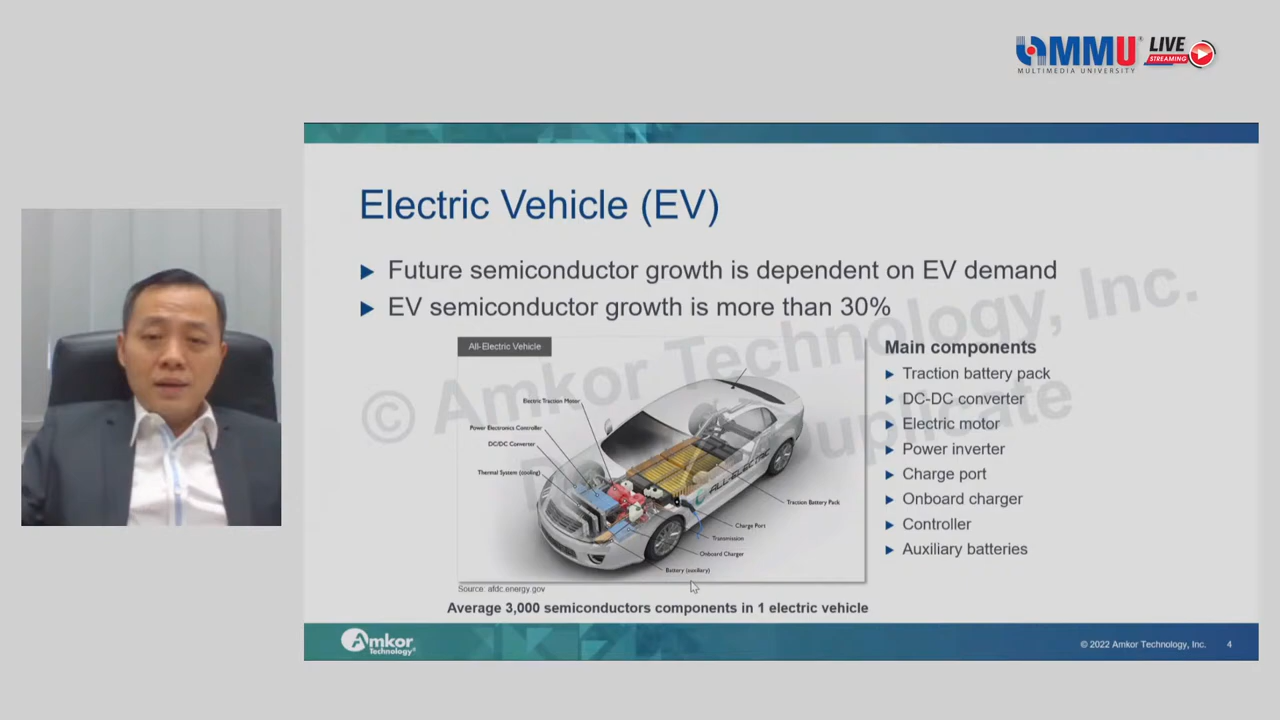 MMU
MULTIMEDIA UNIVERSITY
LIVE
STREAMING
Electric Vehicle (EV)
Future semiconductor growth is dependent on EV demand
EV semiconductor growth is more than 30%
© Amkor Technology, Inc.
Duplicate
All-Electric Vehicle
Electric Traction Motor
Power Electronics Controller
DC/DC Converter
Thermal System (cooling)
ALL-ELECTRIC
Traction Battery Pack
Charge Port
Transmission
Onboard Charger
Battery (auxiliary)
Source: afdc.energy.gov
Average 3,000 semiconductors components in 1 electric vehicle
Main components
Traction battery pack
DC-DC converter
Electric motor
Power inverter
Charge port
Onboard charger
Controller
Auxiliary batteries
Amkor
Technology®
© 2022 Amkor Technology, Inc. 4